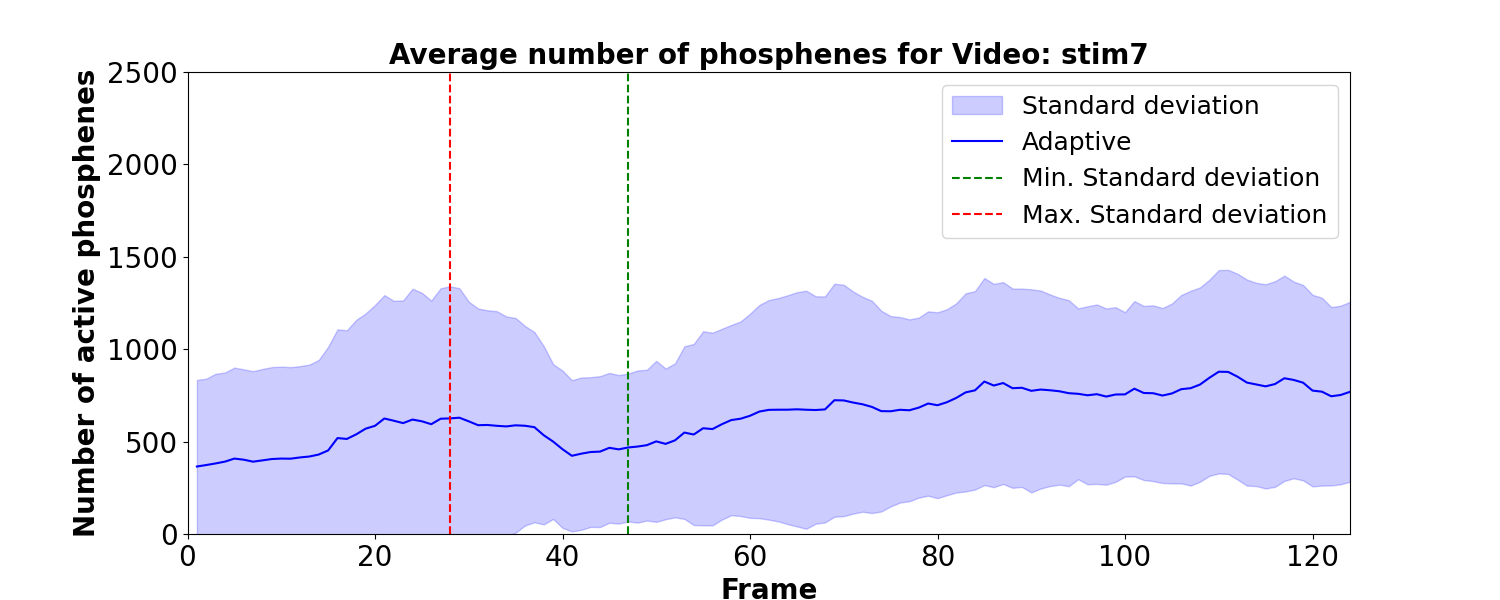 Average number of phosphenes for Video: stim7
Number of active phosphenes
2500
2000
1500
1000
500
0
Standard deviation
Adaptive
Min. Standard deviation
Max. Standard deviation
0 20 40 60 80 100 120
Frame